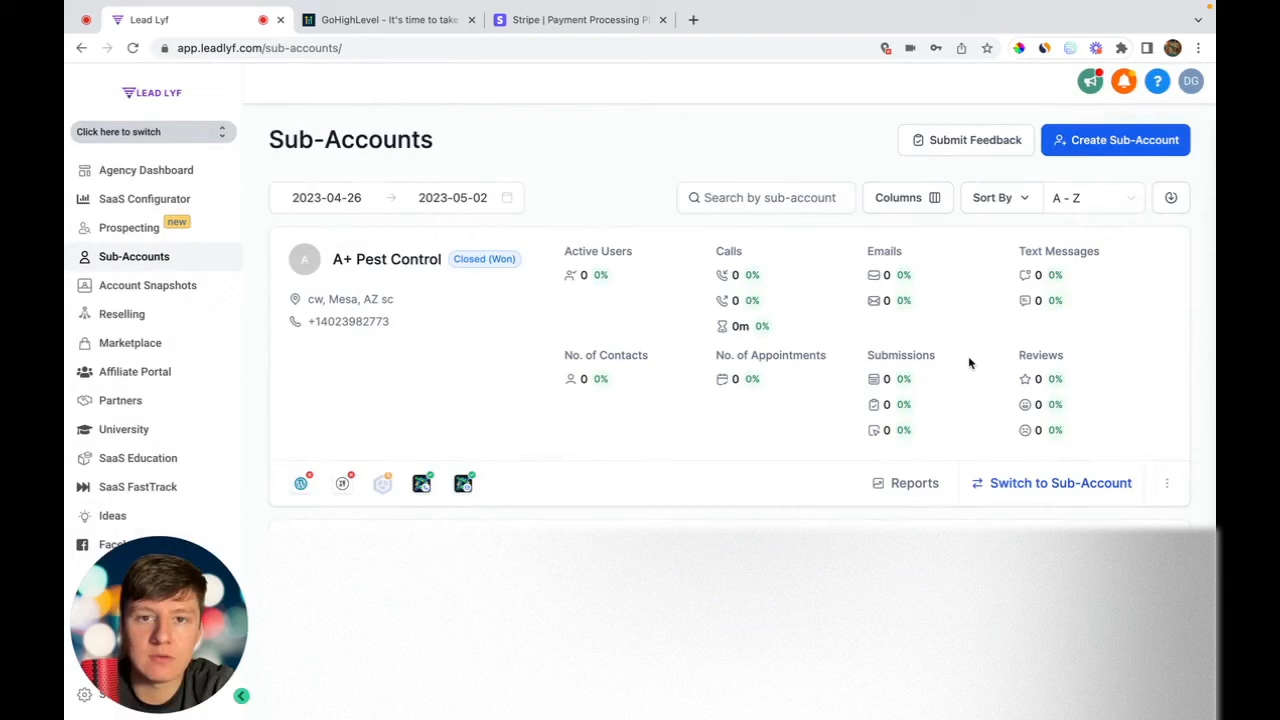 Lead Lyf
GoHighLevel - It's time to take
Stripe | Payment Processing Pl
app.leadlyf.com/sub-accounts/
LEAD LYF
DG
Click here to switch
Agency Dashboard
SaaS Configurator
Prospecting new
Sub-Accounts
Account Snapshots
Reselling
Marketplace
Affiliate Portal
Partners
University
SaaS Education
SaaS FastTrack
Ideas
Sub-Accounts
Submit Feedback
Create Sub-Account
2023-04-26 → 2023-05-02
Search by sub-account
Columns
Sort By
A - Z
A
A+ Pest Control Closed (Won)
cw, Mesa, AZ sc
+14023982773
Active Users
0 0%
Calls
0 0%
0 0%
0m 0%
Emails
0 0%
0 0%
Text Messages
0 0%
0 0%
No. of Contacts
0 0%
No. of Appointments
0 0%
Submissions
0 0%
0 0%
0 0%
Reviews
0 0%
0 0%
0 0%
Reports
Switch to Sub-Account